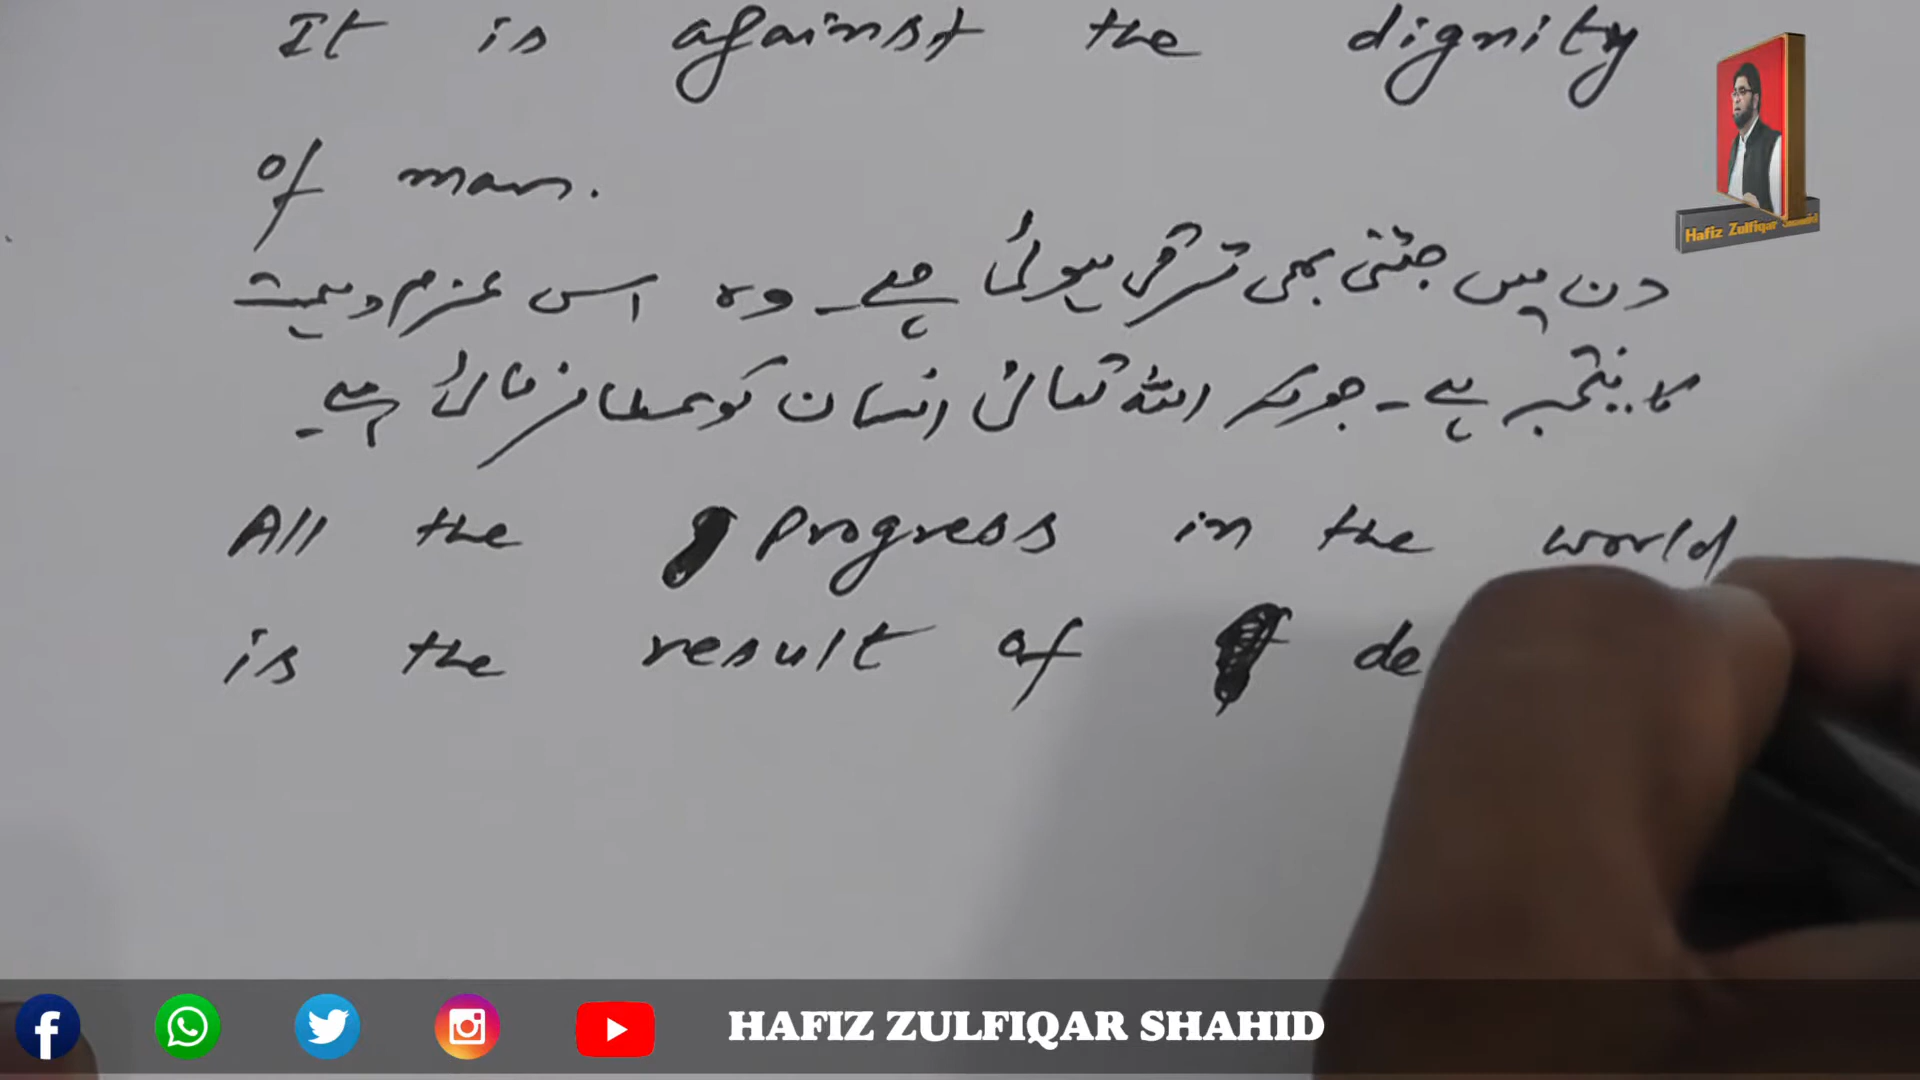 It is against the dignity
of man.
دن میں جتنی بھی ترقی ہوئی ہے۔ وہ اس عزم و ہمت
کا نتیجہ ہے۔ جو کہ اللہ تعالیٰ انسان کو عطا فرمائی ہے۔
All the progress in the world
is the result of de
Hafiz Zulfiqar Shahid
HAFIZ ZULFIQAR SHAHID